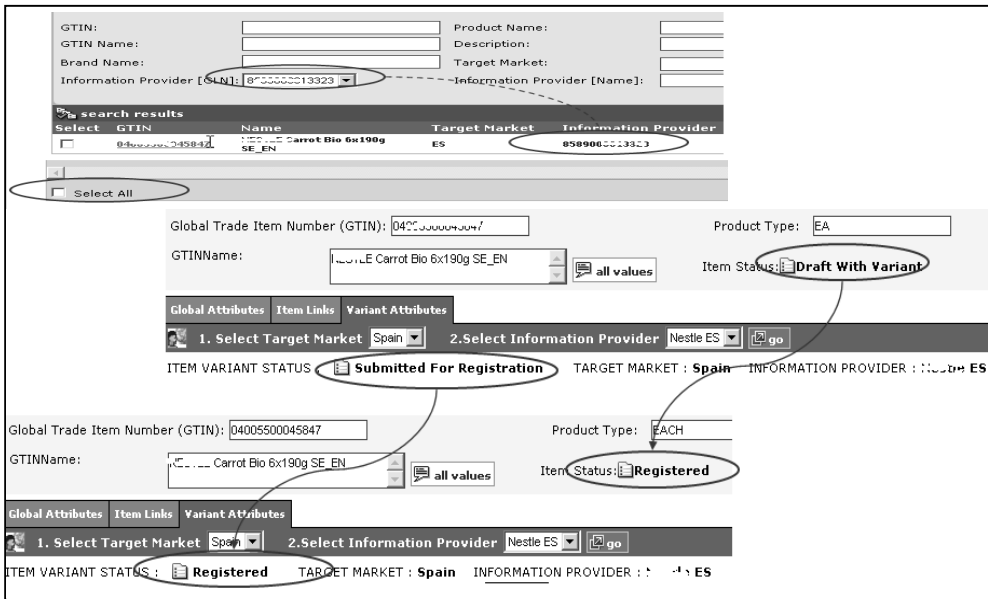 GTIN: Product Name:
GTIN Name: Description:
Brand Name: Target Market:
Information Provider [GLN]: Information Provider [Name]:
search results
Select GTIN Name Target Market Information Provider
Carrot Bio 6x190g SE_EN ES
Select All
Global Trade Item Number (GTIN): Product Type: EA
GTINName: Carrot Bio 6x190g SE_EN all values Item Status: Draft With Variant
Global Attributes Item Links Variant Attributes
1. Select Target Market Spain 2.Select Information Provider Nestle ES go
ITEM VARIANT STATUS Submitted For Registration TARGET MARKET : Spain INFORMATION PROVIDER : ES
Global Trade Item Number (GTIN): 04005500045847 Product Type: EACH
GTINName: Carrot Bio 6x190g SE_EN all values Item Status: Registered
Global Attributes Item Links Variant Attributes
1. Select Target Market Spain 2.Select Information Provider Nestle ES go
ITEM VARIANT STATUS : Registered TARGET MARKET : Spain INFORMATION PROVIDER : ES